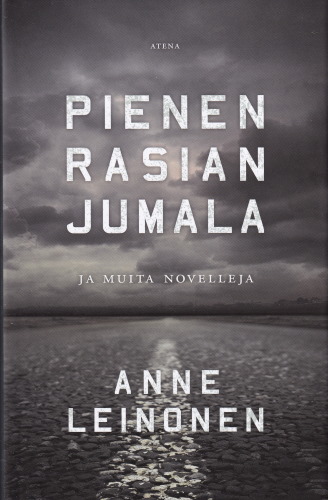 ATENA
PIENEN
RASIAN
JUMALA
JA MUITA NOVELLEJA
ANNE
LEINONEN